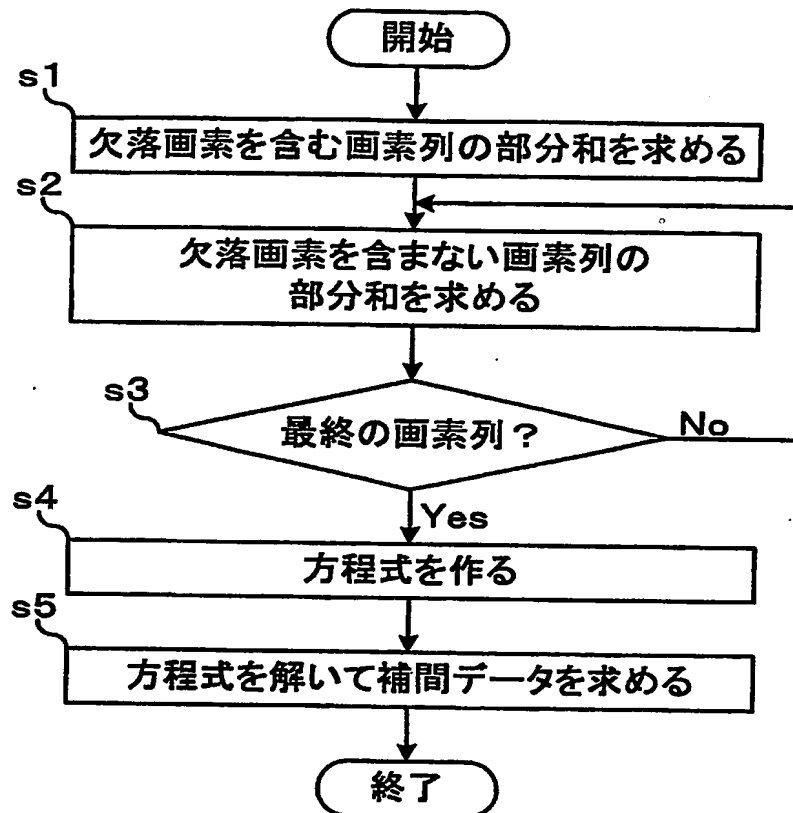 開始
s1
欠落画素を含む画素列の部分和を求める
s2
欠落画素を含まない画素列の
部分和を求める
s3
最終の画素列?
No
Yes
s4
方程式を作る
s5
方程式を解いて補間データを求める
終了